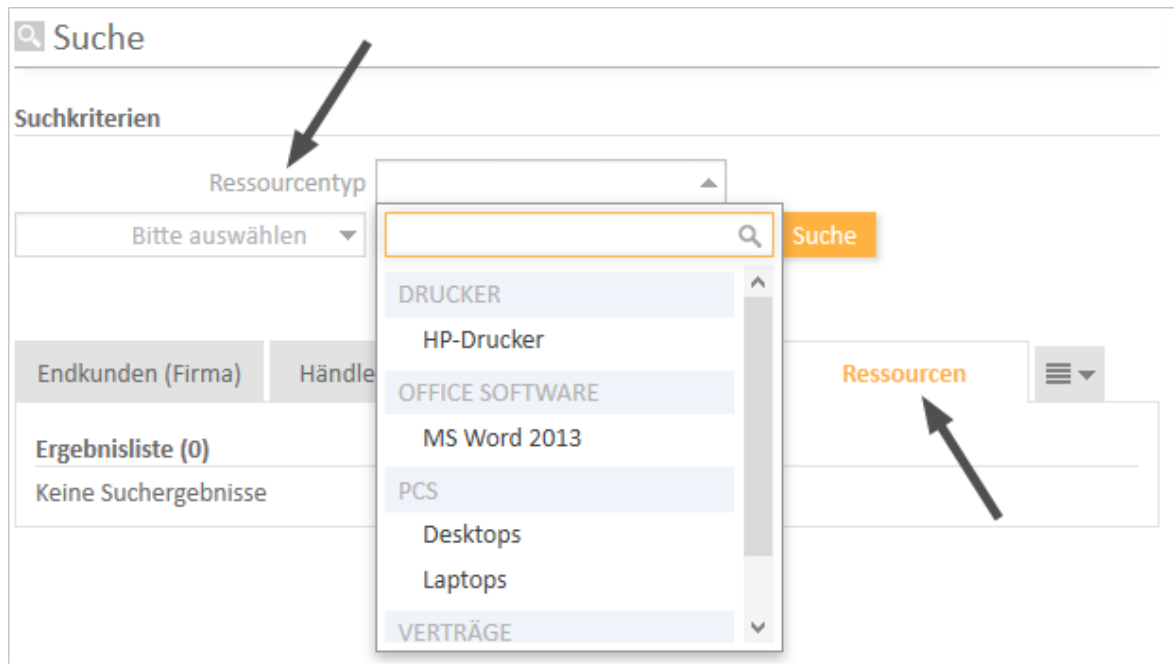 Suche
Suchkriterien
Ressourcentyp
Bitte auswählen
Suche
DRUCKER
HP-Drucker
OFFICE SOFTWARE
MS Word 2013
PCS
Desktops
Laptops
VERTRÄGE
Endkunden (Firma)
Händle
Ressourcen
Ergebnisliste (0)
Keine Suchergebnisse